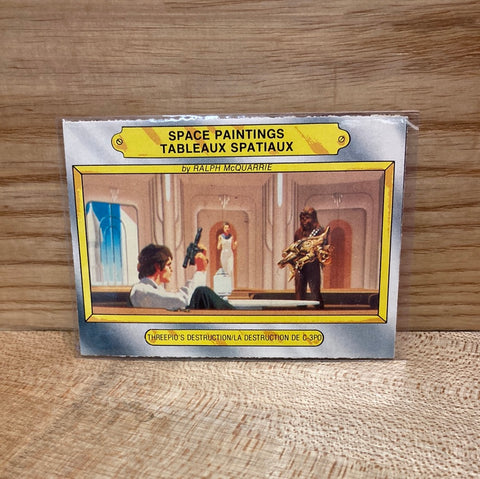 SPACE PAINTINGS
TABLEAUX SPATIAUX
by RALPH McQUARRIE
THREEPIO'S DESTRUCTION/LA DESTRUCTION DE C-3PO